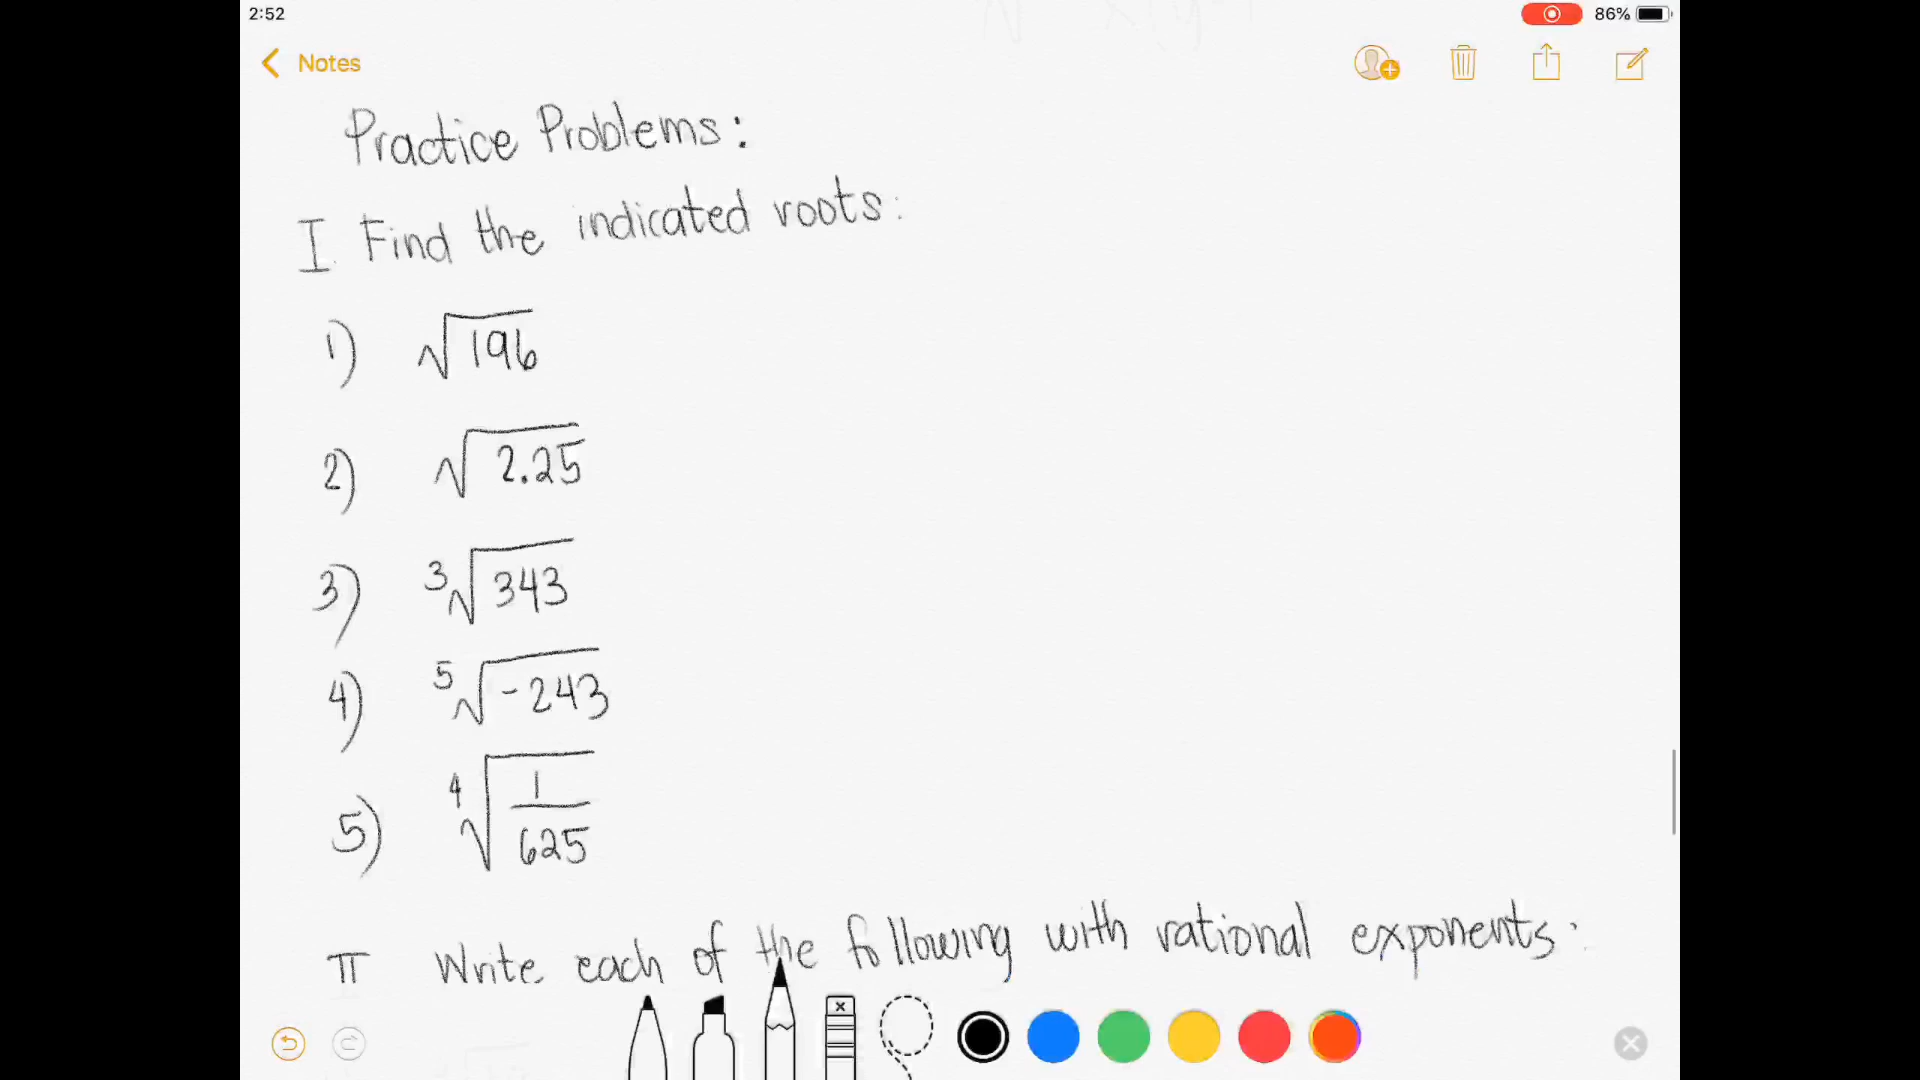 2:52
86%
Notes
Practice Problems:
I. Find the indicated roots:
1) √196
2) √2.25
3) ³√343
4) ⁵√-243
5) ⁴√(1/625)
II Write each of the following with rational exponents: